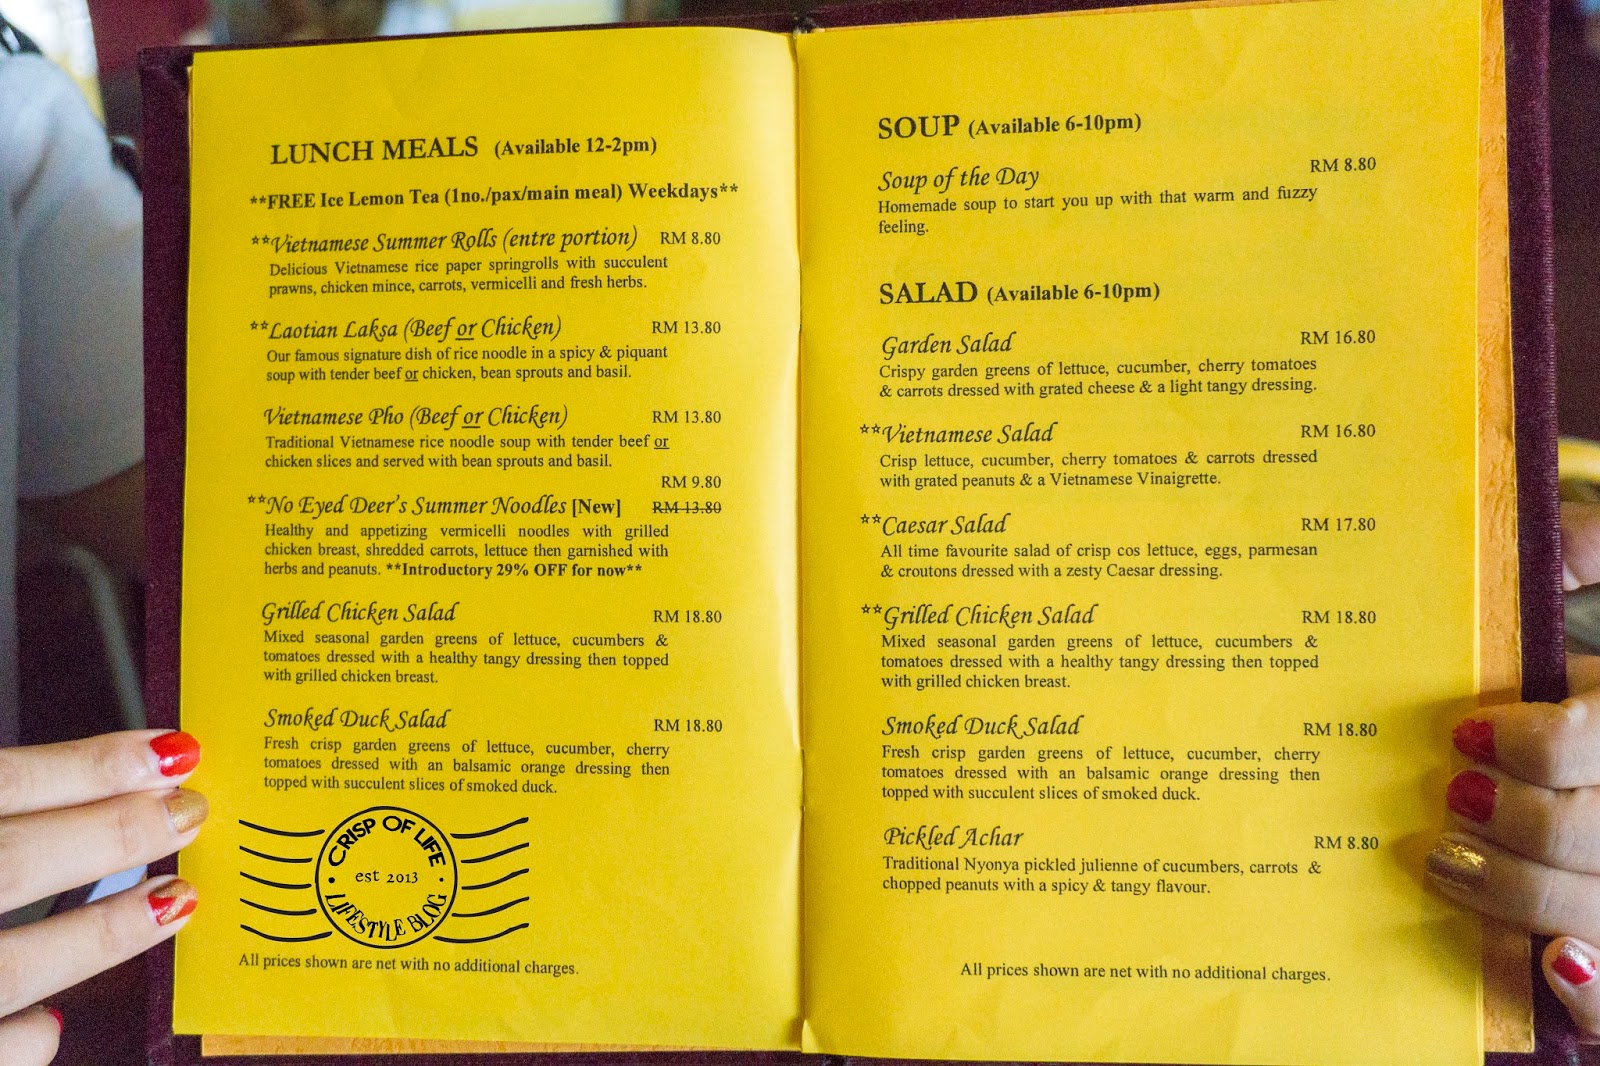 LUNCH MEALS (Available 12-2pm)
**FREE Ice Lemon Tea (1no./pax/main meal) Weekdays**
**Vietnamese Summer Rolls (entre portion) RM 8.80
Delicious Vietnamese rice paper springrolls with succulent
prawns, chicken mince, carrots, vermicelli and fresh herbs.
**Laotian Laksa (Beef or Chicken) RM 13.80
Our famous signature dish of rice noodle in a spicy & piquant
soup with tender beef or chicken, bean sprouts and basil.
Vietnamese Pho (Beef or Chicken) RM 13.80
Traditional Vietnamese rice noodle soup with tender beef or
chicken slices and served with bean sprouts and basil.
RM 9.80
**No Eyed Deer's Summer Noodles [New] RM 13.80
Healthy and appetizing vermicelli noodles with grilled
chicken breast, shredded carrots, lettuce then garnished with
herbs and peanuts. **Introductory 29% OFF for now**
Grilled Chicken Salad RM 18.80
Mixed seasonal garden greens of lettuce, cucumbers &
tomatoes dressed with a healthy tangy dressing then topped
with grilled chicken breast.
Smoked Duck Salad RM 18.80
Fresh crisp garden greens of lettuce, cucumber, cherry
tomatoes dressed with an balsamic orange dressing then
topped with succulent slices of smoked duck.
CRISP OF LIFE
est 2013
LIFESTYLE BLOG
All prices shown are net with no additional charges.
SOUP (Available 6-10pm)
Soup of the Day RM 8.80
Homemade soup to start you up with that warm and fuzzy
feeling.
SALAD (Available 6-10pm)
Garden Salad RM 16.80
Crispy garden greens of lettuce, cucumber, cherry tomatoes
& carrots dressed with grated cheese & a light tangy dressing.
**Vietnamese Salad RM 16.80
Crisp lettuce, cucumber, cherry tomatoes & carrots dressed
with grated peanuts & a Vietnamese Vinaigrette.
**Caesar Salad RM 17.80
All time favourite salad of crisp cos lettuce, eggs, parmesan
& croutons dressed with a zesty Caesar dressing.
**Grilled Chicken Salad RM 18.80
Mixed seasonal garden greens of lettuce, cucumbers &
tomatoes dressed with a healthy tangy dressing then topped
with grilled chicken breast.
Smoked Duck Salad RM 18.80
Fresh crisp garden greens of lettuce, cucumber, cherry
tomatoes dressed with an balsamic orange dressing then
topped with succulent slices of smoked duck.
Pickled Achar RM 8.80
Traditional Nyonya pickled julienne of cucumbers, carrots &
chopped peanuts with a spicy & tangy flavour.
All prices shown are net with no additional charges.